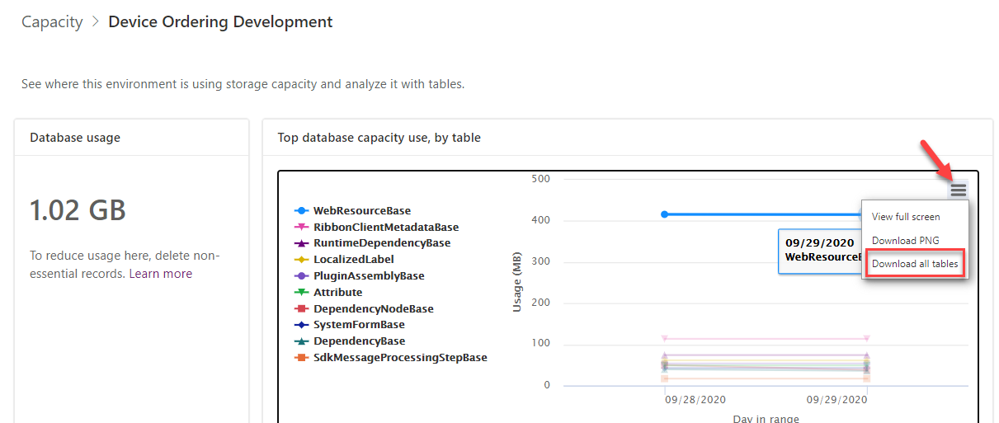 Capacity > Device Ordering Development
See where this environment is using storage capacity and analyze it with tables.
Database usage
1.02 GB
To reduce usage here, delete non-
essential records. Learn more
Top database capacity use, by table
WebResourceBase
RibbonClientMetadataBase
RuntimeDependencyBase
LocalizedLabel
PluginAssemblyBase
Attribute
DependencyNodeBase
SystemFormBase
DependencyBase
SdkMessageProcessingStepBase
Usage (MB)
500
400
300
200
100
0
09/29/2020
WebResourceB
View full screen
Download PNG
Download all tables
09/28/2020
09/29/2020
Day in range